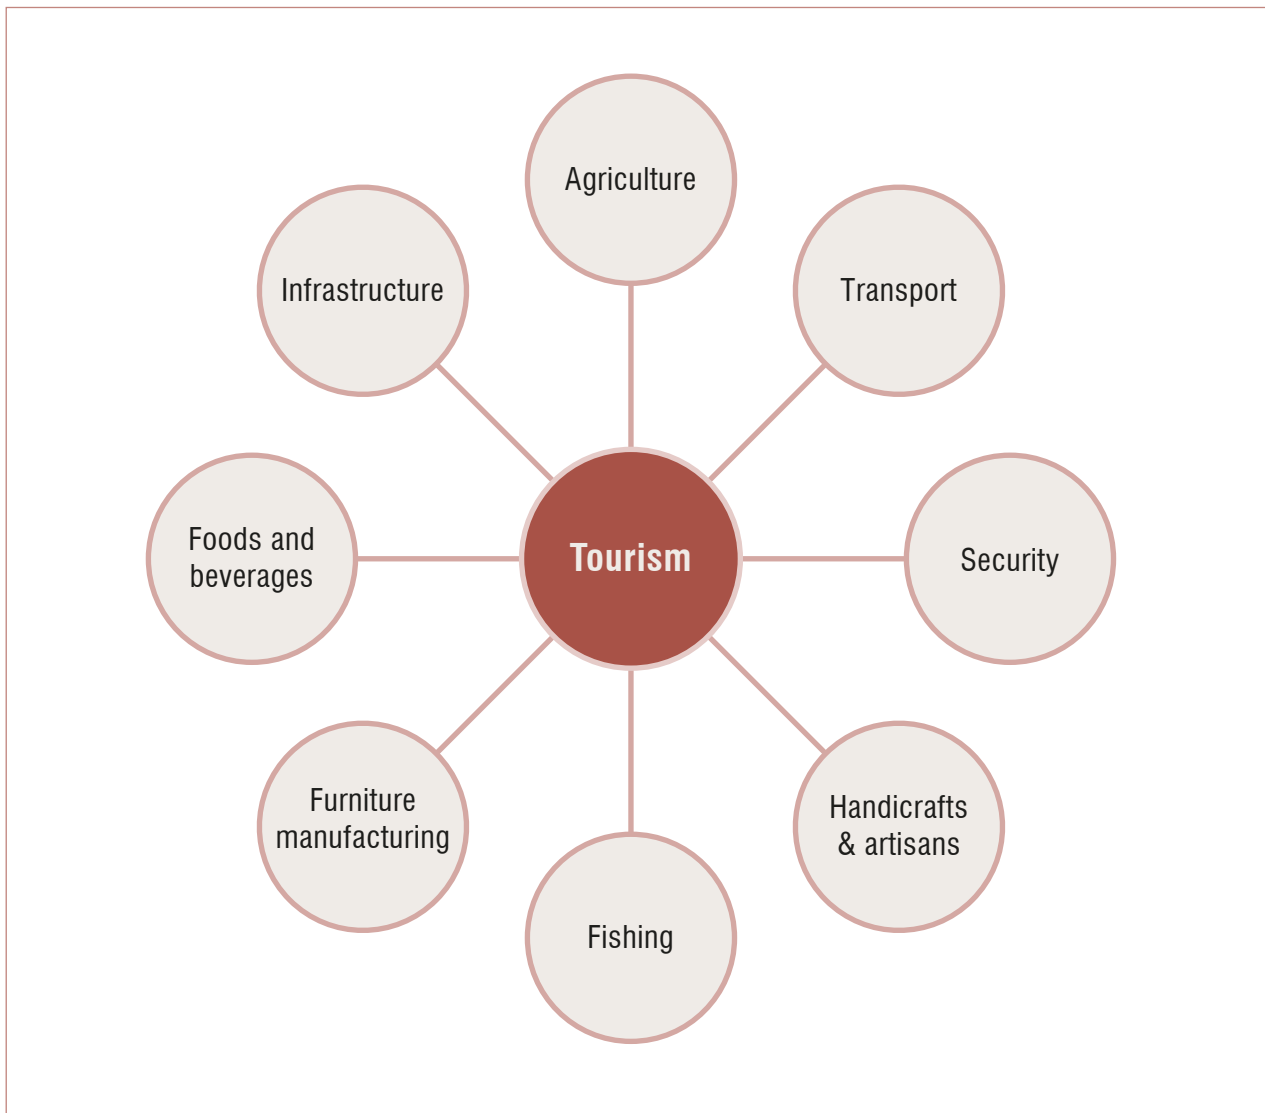 Agriculture
Infrastructure
Transport
Foods and
beverages
Tourism
Security
Furniture
manufacturing
Handicrafts
& artisans
Fishing